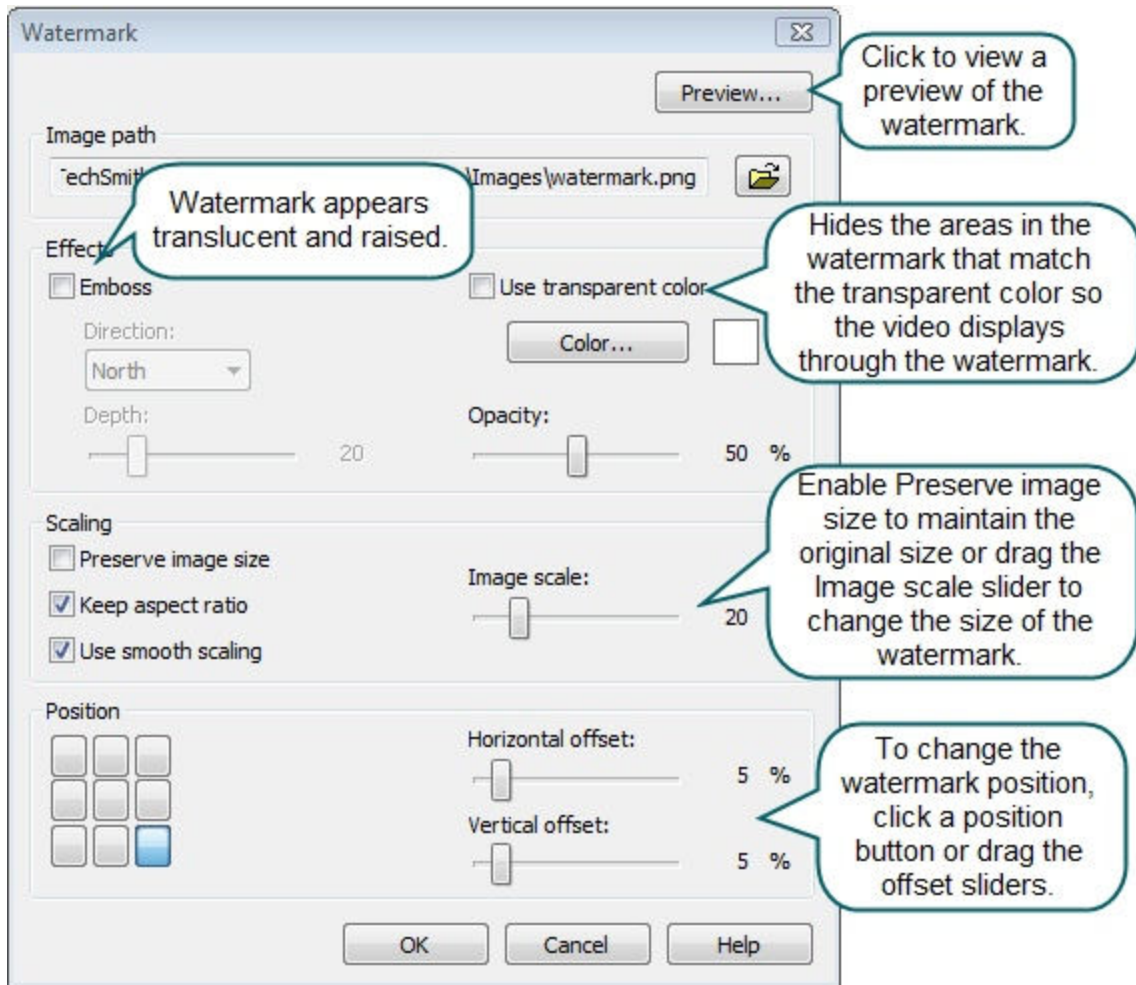 Watermark
Click to view a
preview of the
watermark.
Preview...
Image path
\Images\watermark.png
Watermark appears
translucent and raised.
Hides the areas in the
watermark that match
the transparent color so
the video displays
through the watermark.
Effects
Emboss
Use transparent color
Direction:
North
Color...
Depth:
20
Opacity:
50 %
Enable Preserve image
size to maintain the
original size or drag the
Image scale slider to
change the size of the
watermark.
Scaling
Preserve image size
Keep aspect ratio
Use smooth scaling
Image scale:
20
Position
Horizontal offset:
5 %
Vertical offset:
5 %
To change the
watermark position,
click a position
button or drag the
offset sliders.
OK Cancel Help